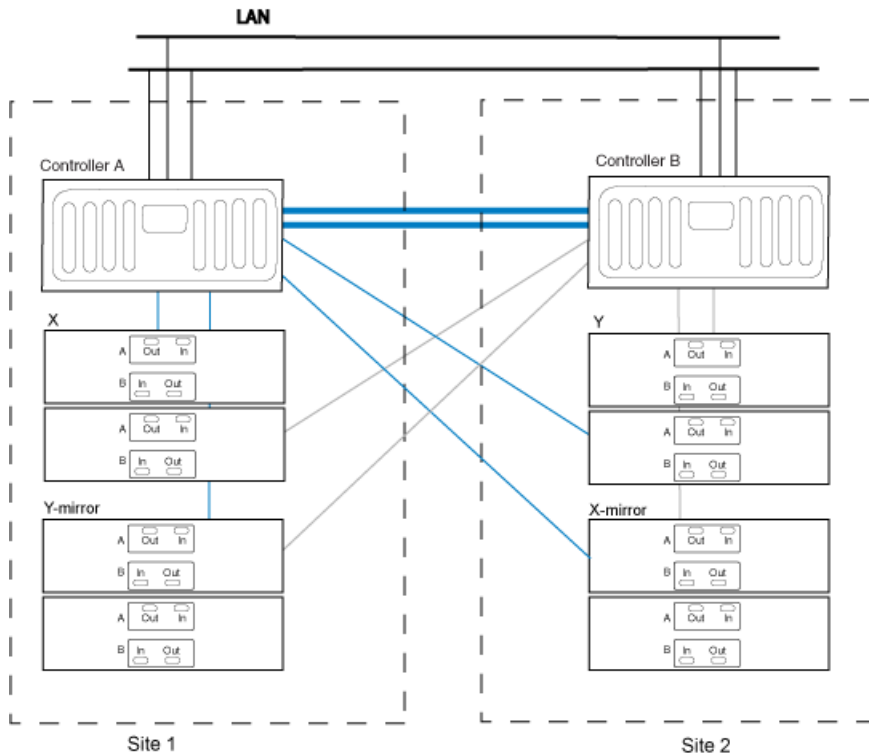 LAN
Controller A
Controller B
X
A Out In
B In Out
A Out In
B In Out
Y-mirror
A Out In
B In Out
A Out In
B In Out
Y
A Out In
B In Out
A Out In
B In Out
X-mirror
A Out In
B In Out
A Out In
B In Out
Site 1
Site 2